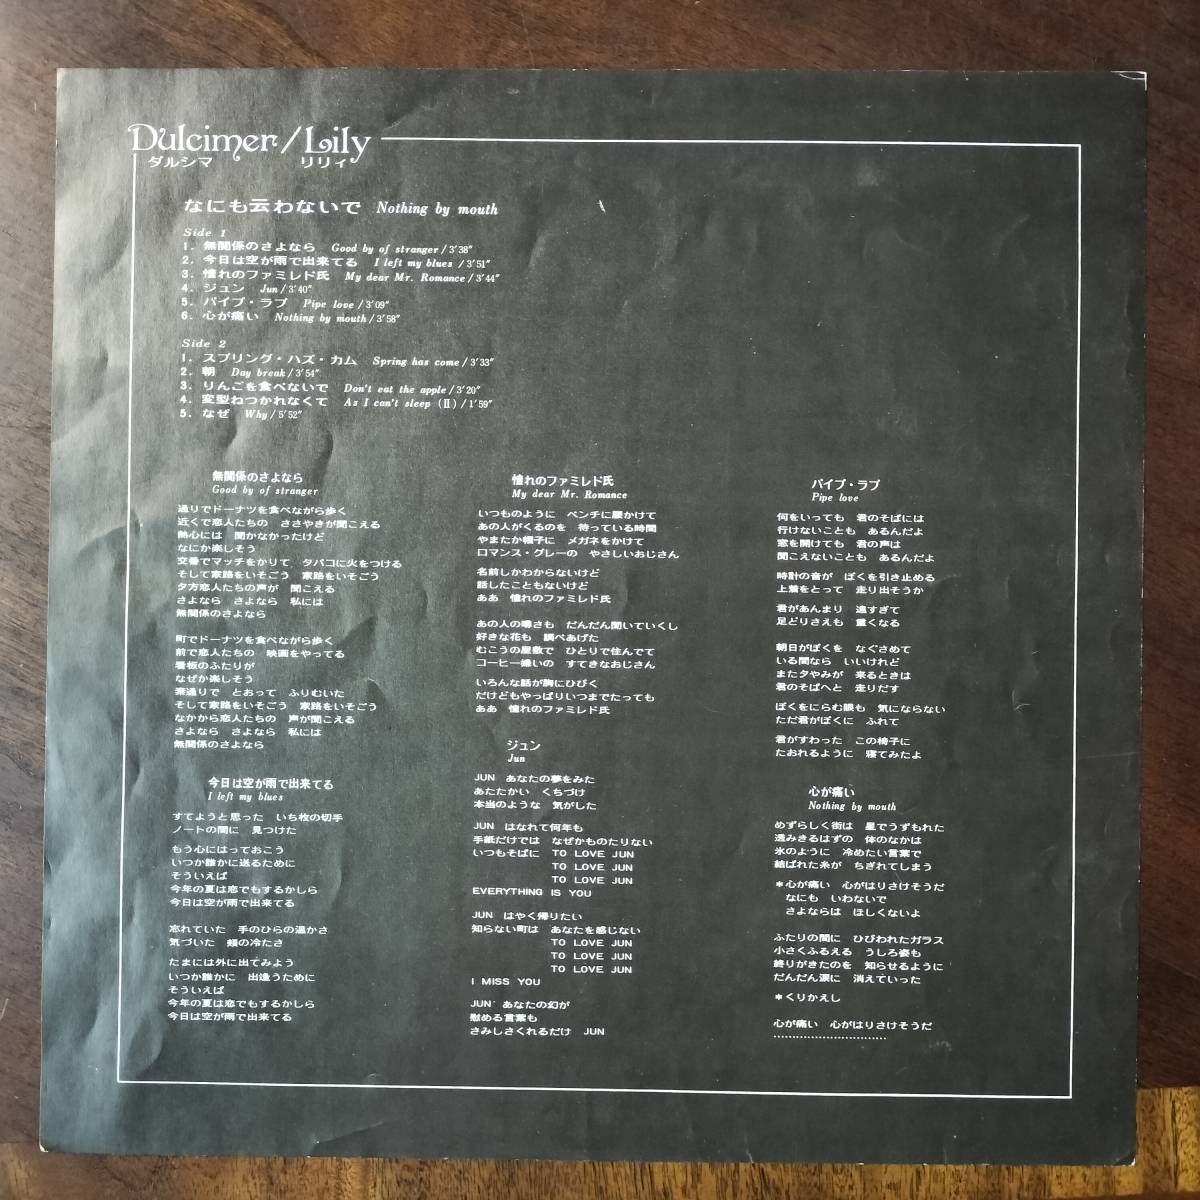 Dulcimer/Lily
ダルシマ リリィ
なにも云わないで Nothing by mouth
Side 1
1. 無関係のさよなら Good by of stranger/3′38″
2. 今日は空が雨で出来てる I left my blues /3′51″
3. 憧れのファミレド氏 My dear Mr. Romance/3′44″
4. ジュン Jun/3′40″
5. パイプ・ラブ Pipe love/3′09″
6. 心が痛い Nothing by mouth/3′58″
Side 2
1. スプリング・ハズ・カム Spring has come/3′33″
2. 朝 Day break/3′54″
3. りんごを食べないで Don't eat the apple/3′20″
4. 変型ねつかれなくて As I can't sleep (II)/1′59″
5. なぜ Why/5′52″
無関係のさよなら
Good by of stranger
通りでドーナツを食べながら歩く
近くで恋人たちの ささやきが聞こえる
熱心には 聞かなかったけど
なにか楽しそう
交番でマッチをかりて タバコに火をつける
そして家路をいそごう 家路をいそごう
夕方恋人たちの声が 聞こえる
さよなら さよなら 私には
無関係のさよなら
町でドーナツを食べながら歩く
前で恋人たちの 映画をやってる
看板のふたりが
なぜか楽しそう
素通りで とおって ふりむいた
そして家路をいそごう 家路をいそごう
なかから恋人たちの 声が聞こえる
さよなら さよなら 私には
無関係のさよなら
今日は空が雨で出来てる
I left my blues
すてようと思った いち枚の切手
ノートの間に 見つけた
もう心にはっておこう
いつか誰かに送るために
そういえば
今年の夏は恋でもするかしら
今日は空が雨で出来てる
忘れていた 手のひらの温かさ
気づいた 頬の冷たさ
たまには外に出てみよう
いつか誰かに 出逢うために
そういえば
今年の夏は恋でもするかしら
今日は空が雨で出来てる
憧れのファミレド氏
My dear Mr. Romance
いつものように ベンチに腰かけて
あの人がくるのを 待っている時間
やまたか帽子に メガネをかけて
ロマンス・グレーの やさしいおじさん
名前しかわからないけど
話したこともないけど
ああ 憧れのファミレド氏
あの人の噂さも だんだん聞いていくし
好きな花も 調べあげた
むこうの屋敷で ひとりで住んでて
コーヒー嫌いの すてきなおじさん
いろんな話が胸にひびく
だけどもやっぱりいつまでたっても
ああ 憧れのファミレド氏
ジュン
Jun
JUN あなたの夢をみた
あたたかい くちづけ
本当のような 気がした
JUN はなれて何年も
手紙だけでは なぜかものたりない
いつもそばに TO LOVE JUN
TO LOVE JUN
TO LOVE JUN
EVERYTHING IS YOU
JUN はやく帰りたい
知らない町は あなたを感じない
TO LOVE JUN
TO LOVE JUN
TO LOVE JUN
I MISS YOU
JUN あなたの幻が
慰める言葉も
さみしさくれるだけ JUN
パイプ・ラブ
Pipe love
何をいっても 君のそばには
行けないことも あるんだよ
窓を開けても 君の声は
聞こえないことも あるんだよ
時計の音が ぼくを引き止める
上着をとって 走り出そうか
君があんまり 遠すぎて
足どりさえも 重くなる
朝日がぼくを なぐさめて
いる間なら いいけれど
また夕やみが 来るときは
君のそばへと 走りだす
ぼくをにらむ眼も 気にならない
ただ君がぼくに ふれて
君がすわった この椅子に
たおれるように 寝てみたよ
心が痛い
Nothing by mouth
めずらしく街は 星でうずもれた
透みきるはずの 体のなかは
氷のように 冷めたい言葉で
結ばれた糸が ちぎれてしまう
*心が痛い 心がはりさけそうだ
なにも いわないで
さよならは ほしくないよ
ふたりの間に ひびわれたガラス
小さくふるえる うしろ姿も
終りがきたのを 知らせるように
だんだん涙に 消えていった
*くりかえし
心が痛い 心がはりさけそうだ
…………………………